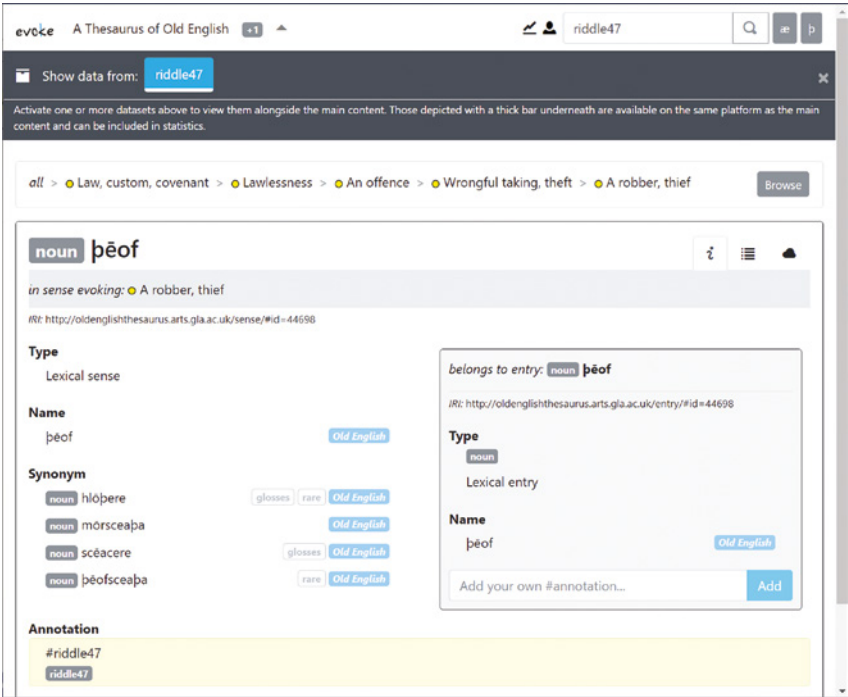 evoke A Thesaurus of Old English +1 riddle47 æ þ
Show data from: riddle47 ×
Activate one or more datasets above to view them alongside the main content. Those depicted with a thick bar underneath are available on the same platform as the main
content and can be included in statistics.
all > Law, custom, covenant > Lawlessness > An offence > Wrongful taking, theft > A robber, thief Browse
noun þēof i
in sense evoking: A robber, thief
IRI: http://oldenglishthesaurus.arts.gla.ac.uk/sense/#id=44698
Type
Lexical sense
Name
þēof Old English
Synonym
noun hlōþere glosses rare Old English
noun mōrsceaþa Old English
noun scēacere glosses Old English
noun þēofsceaþa rare Old English
belongs to entry: noun þēof
IRI: http://oldenglishthesaurus.arts.gla.ac.uk/entry/#id=44698
Type
noun
Lexical entry
Name
þēof Old English
Add your own #annotation... Add
Annotation
#riddle47
riddle47